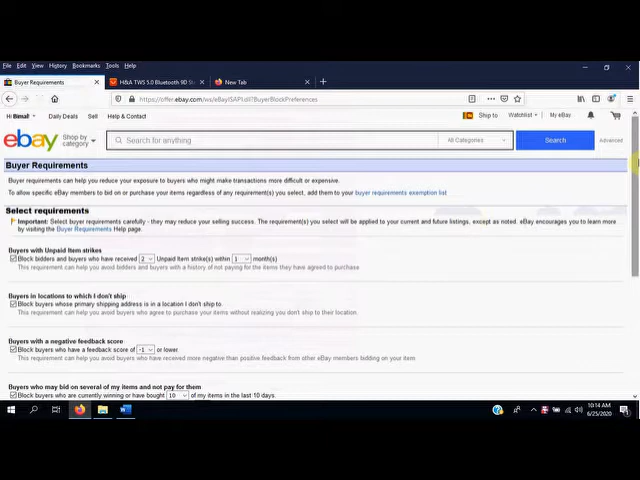 File Edit View History Bookmarks Tools Help
Buyer Requirements
H&A TWS 5.0 Bluetooth 9D St
New Tab
https://offer.ebay.com/ws/eBayISAPI.dll?BuyerBlockPreferences
Hi Bimal! Daily Deals Sell Help & Contact
Ship to Watchlist My eBay
ebay Shop by category Search for anything All Categories Search Advanced
Buyer Requirements
Buyer requirements can help you reduce your exposure to buyers who might make transactions more difficult or expensive.
To allow specific eBay members to bid on or purchase your items regardless of any requirement(s) you select, add them to your buyer requirements exemption list
Select requirements
Important: Select buyer requirements carefully - they may reduce your selling success. The requirement(s) you select will be applied to your current and future listings, except as noted. eBay encourages you to learn more
by visiting the Buyer Requirements Help page.
Buyers with Unpaid Item strikes
Block bidders and buyers who have received 2 Unpaid Item strike(s) within 1 month(s)
This requirement can help you avoid bidders and buyers with a history of not paying for the items they have agreed to purchase
Buyers in locations to which I don't ship
Block buyers whose primary shipping address is in a location I don't ship to.
This requirement can help you avoid buyers who agree to purchase your items without realizing you don't ship to their location.
Buyers with a negative feedback score
Block buyers who have a feedback score of -1 or lower.
This requirement can help you avoid buyers who have received more negative than positive feedback from other eBay members bidding on your item.
Buyers who may bid on several of my items and not pay for them
Block buyers who are currently winning or have bought 10 of my items in the last 10 days.
10:14 AM
6/25/2020